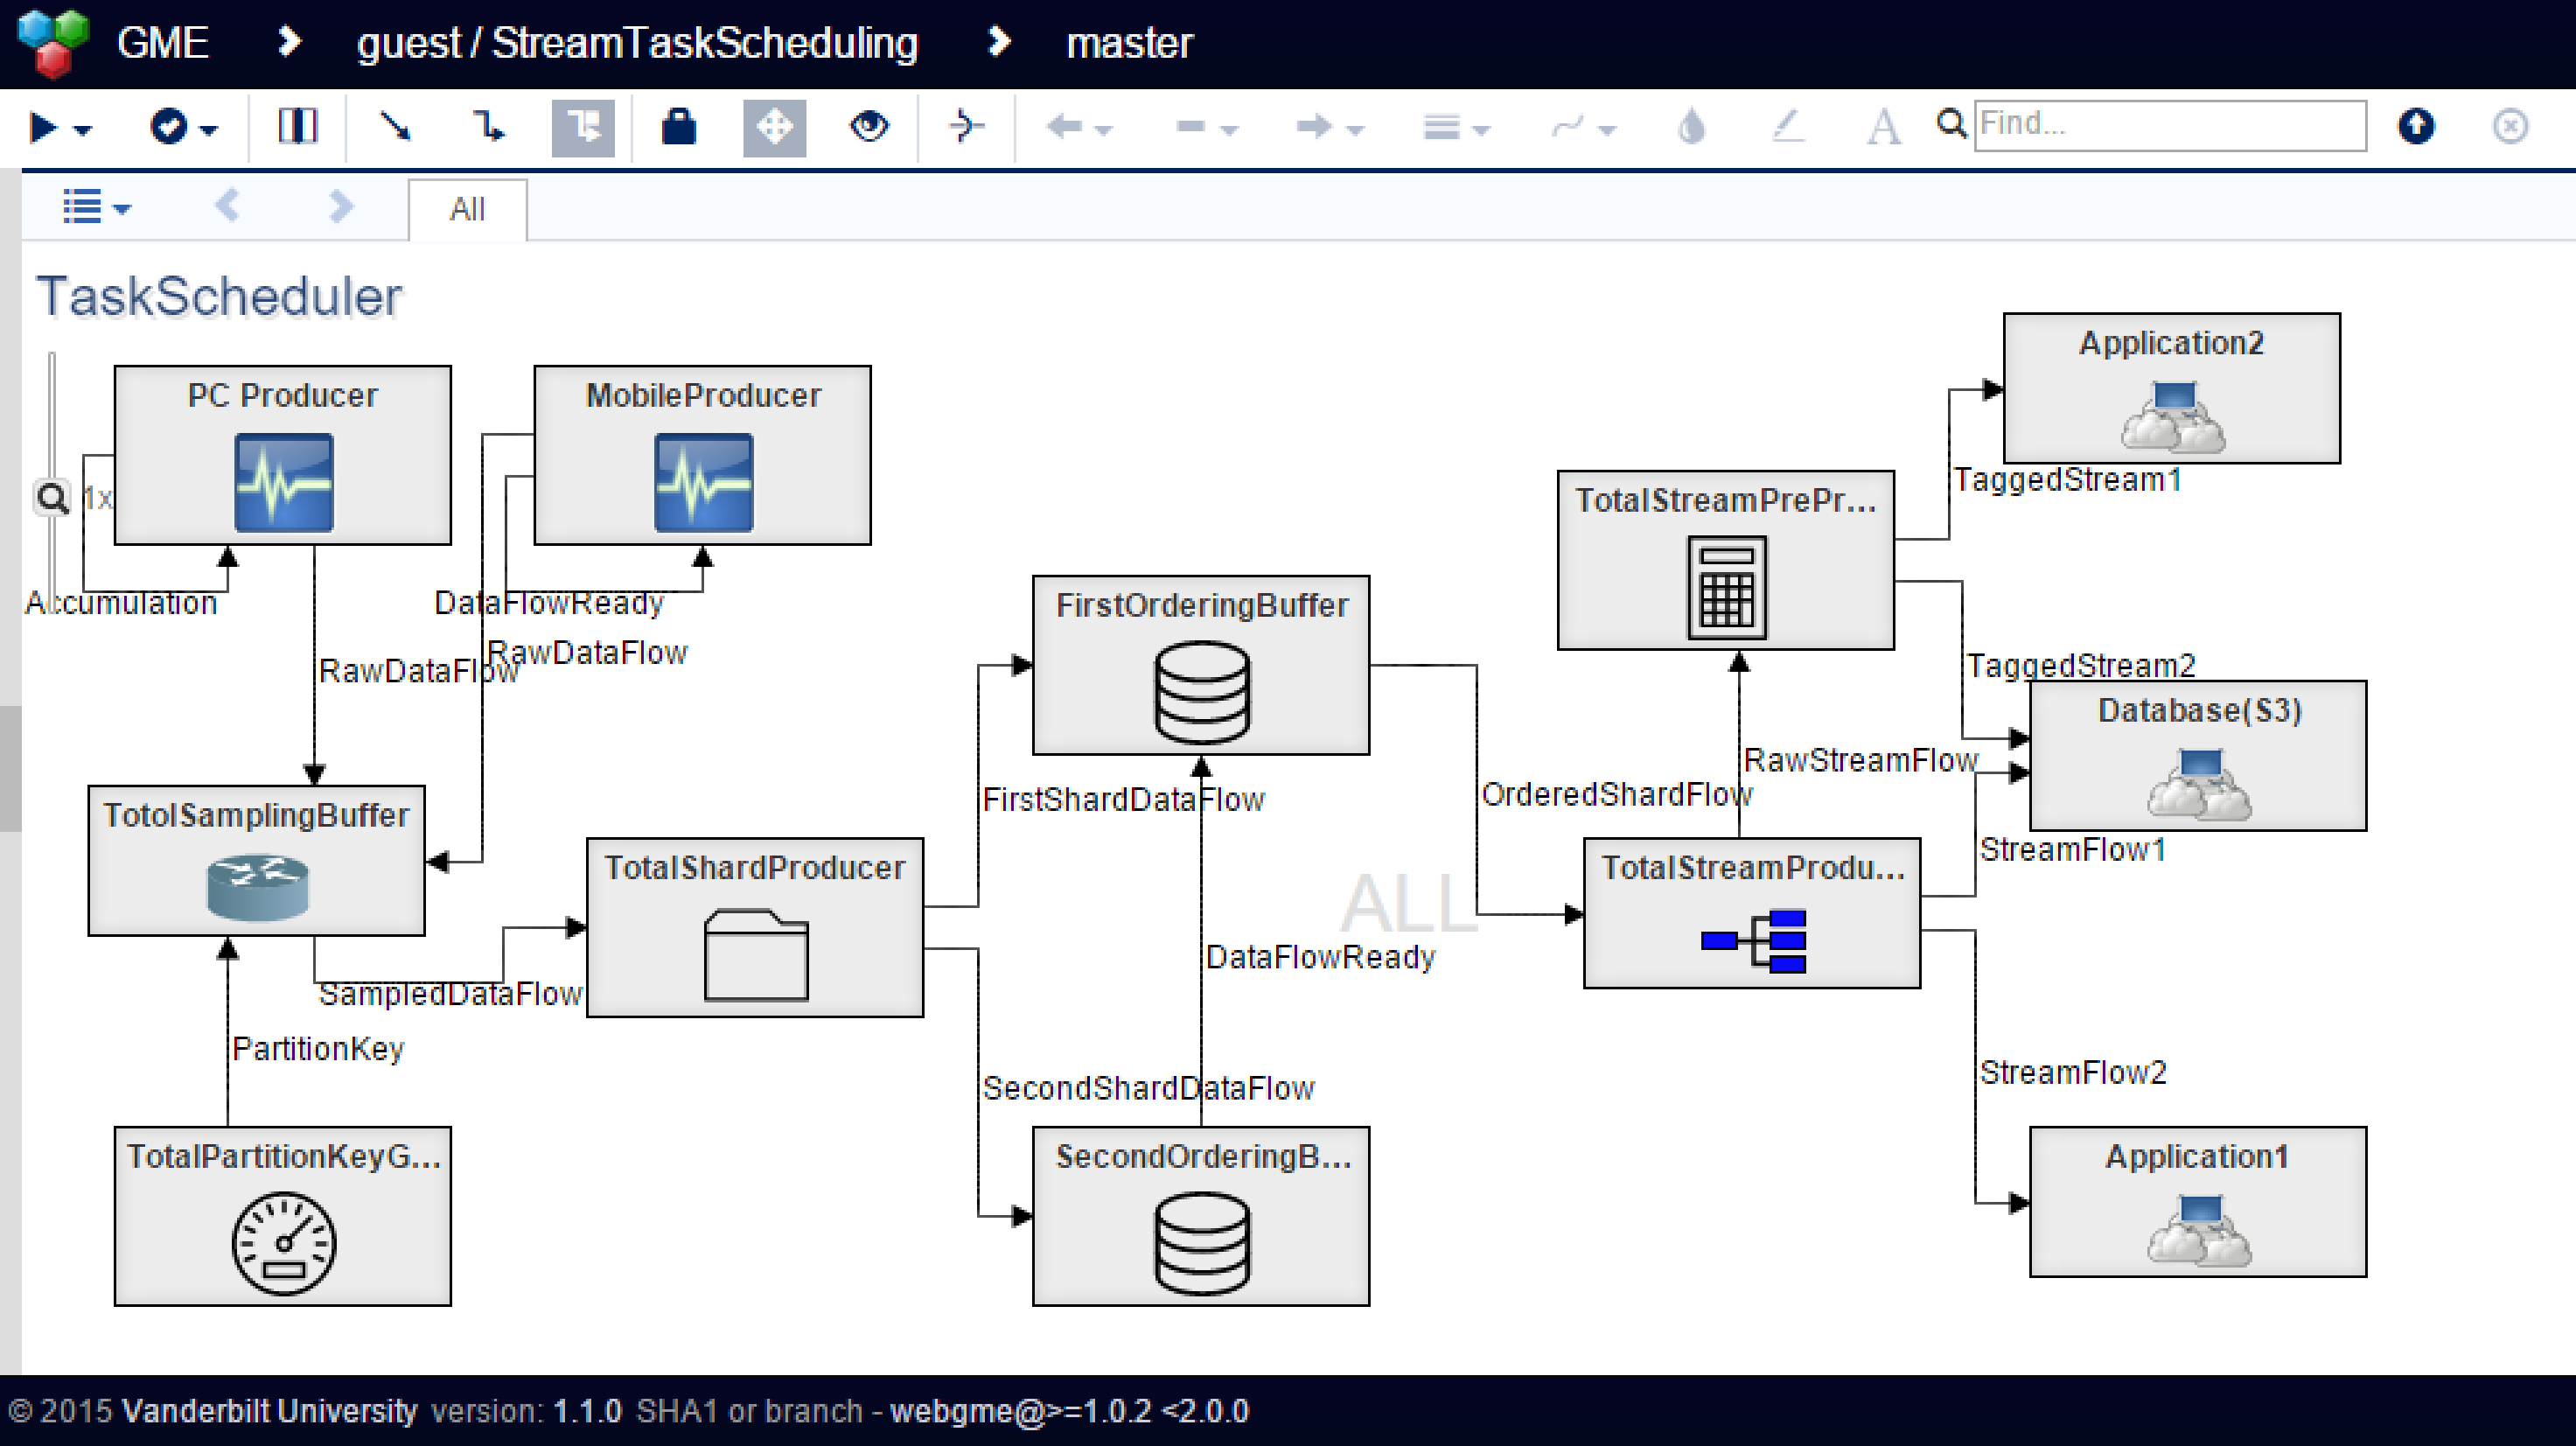 GME guest / StreamTaskScheduling master
Find...
All
TaskScheduler
Application2
PC Producer
MobileProducer
TaggedStream1
1x
TotalStreamPrePr...
Accumulation
DataFlowReady
FirstOrderingBuffer
RawDataFlow
RawDataFlow
TaggedStream2
Database(S3)
RawStreamFlow
OrderedShardFlow
FirstShardDataFlow
TotolSamplingBuffer
StreamFlow1
TotalShardProducer
TotalStreamProdu...
ALL
DataFlowReady
SampledDataFlow
PartitionKey
StreamFlow2
SecondShardDataFlow
TotalPartitionKeyG...
SecondOrderingB...
Application1
© 2015 Vanderbilt University version: 1.1.0 SHA1 or branch - webgme@>=1.0.2 <2.0.0